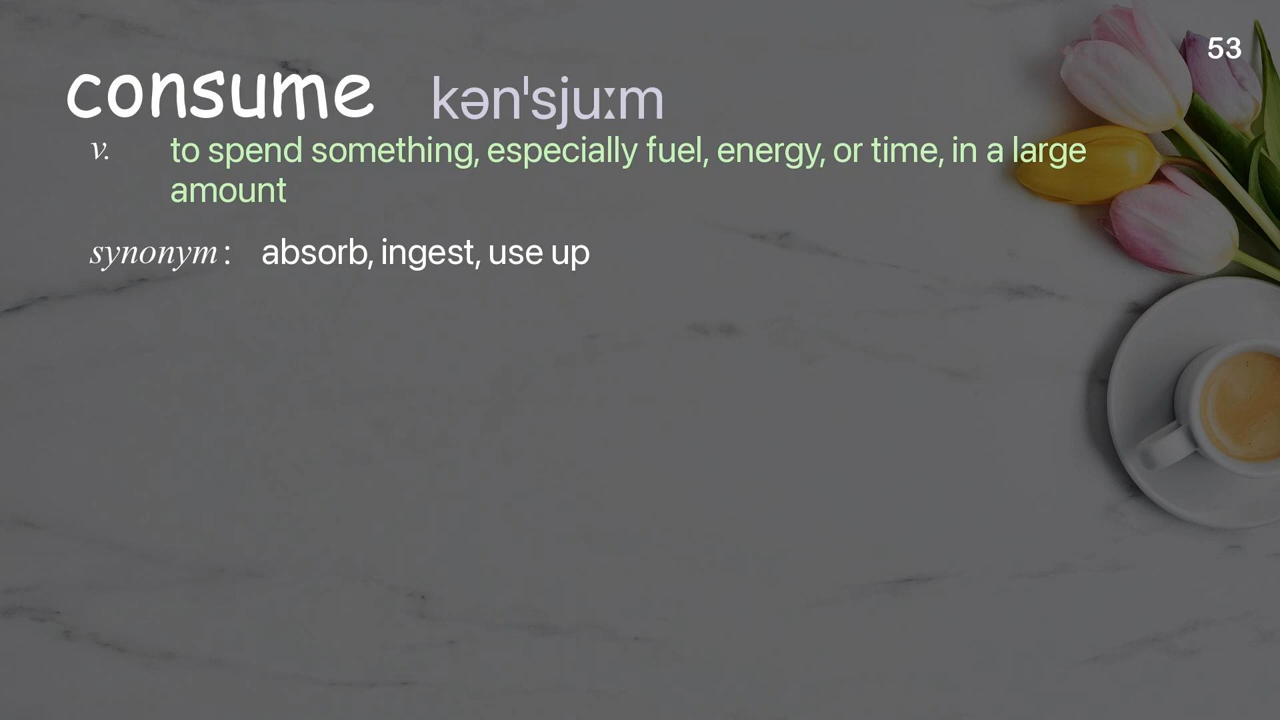 53
consume kən'sjuːm
v. to spend something, especially fuel, energy, or time, in a large
amount
synonym : absorb, ingest, use up